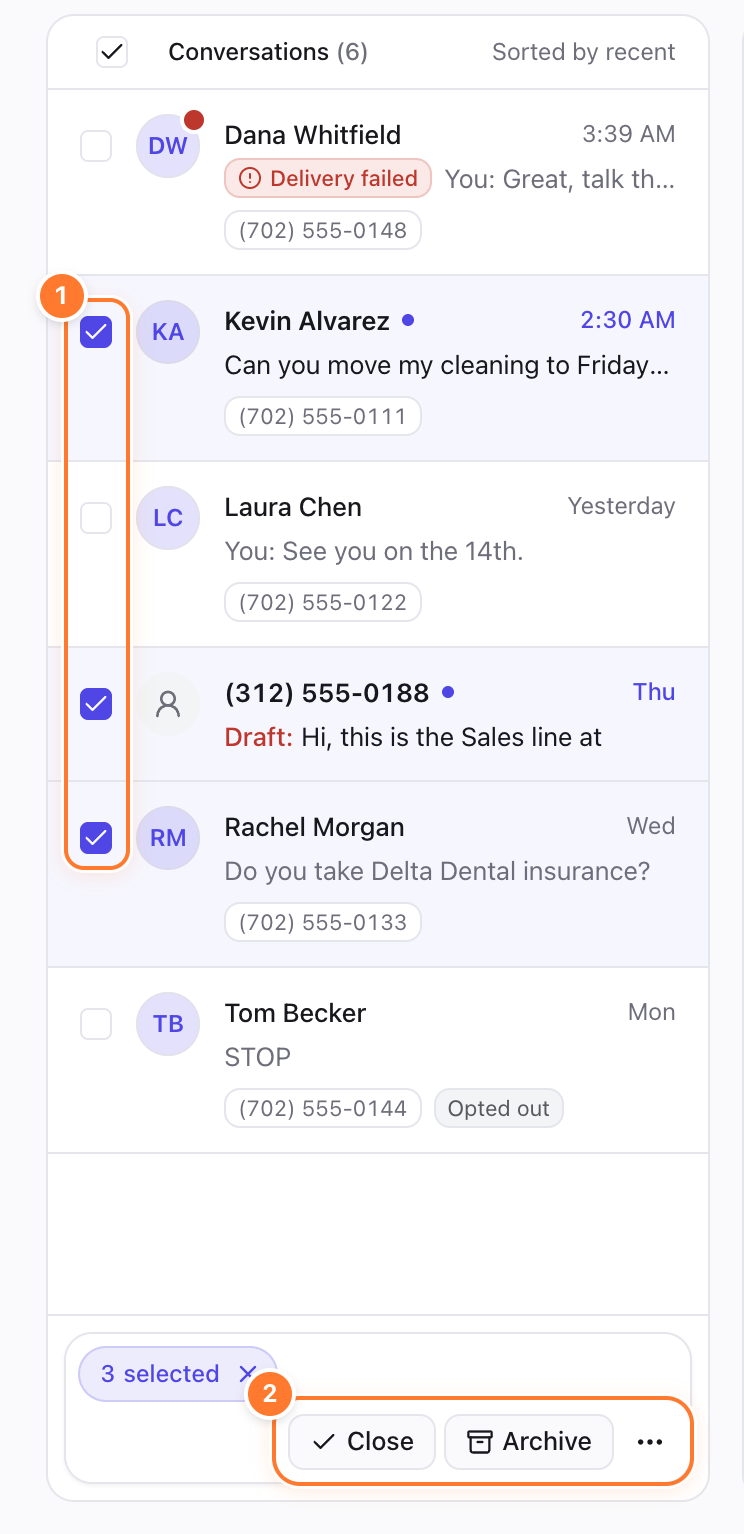 Conversations (6) Sorted by recent
DW Dana Whitfield 3:39 AM
Delivery failed You: Great, talk th...
(702) 555-0148
1
KA Kevin Alvarez 2:30 AM
Can you move my cleaning to Friday...
(702) 555-0111
LC Laura Chen Yesterday
You: See you on the 14th.
(702) 555-0122
(312) 555-0188 Thu
Draft: Hi, this is the Sales line at
RM Rachel Morgan Wed
Do you take Delta Dental insurance?
(702) 555-0133
TB Tom Becker Mon
STOP
(702) 555-0144 Opted out
3 selected
2
Close Archive